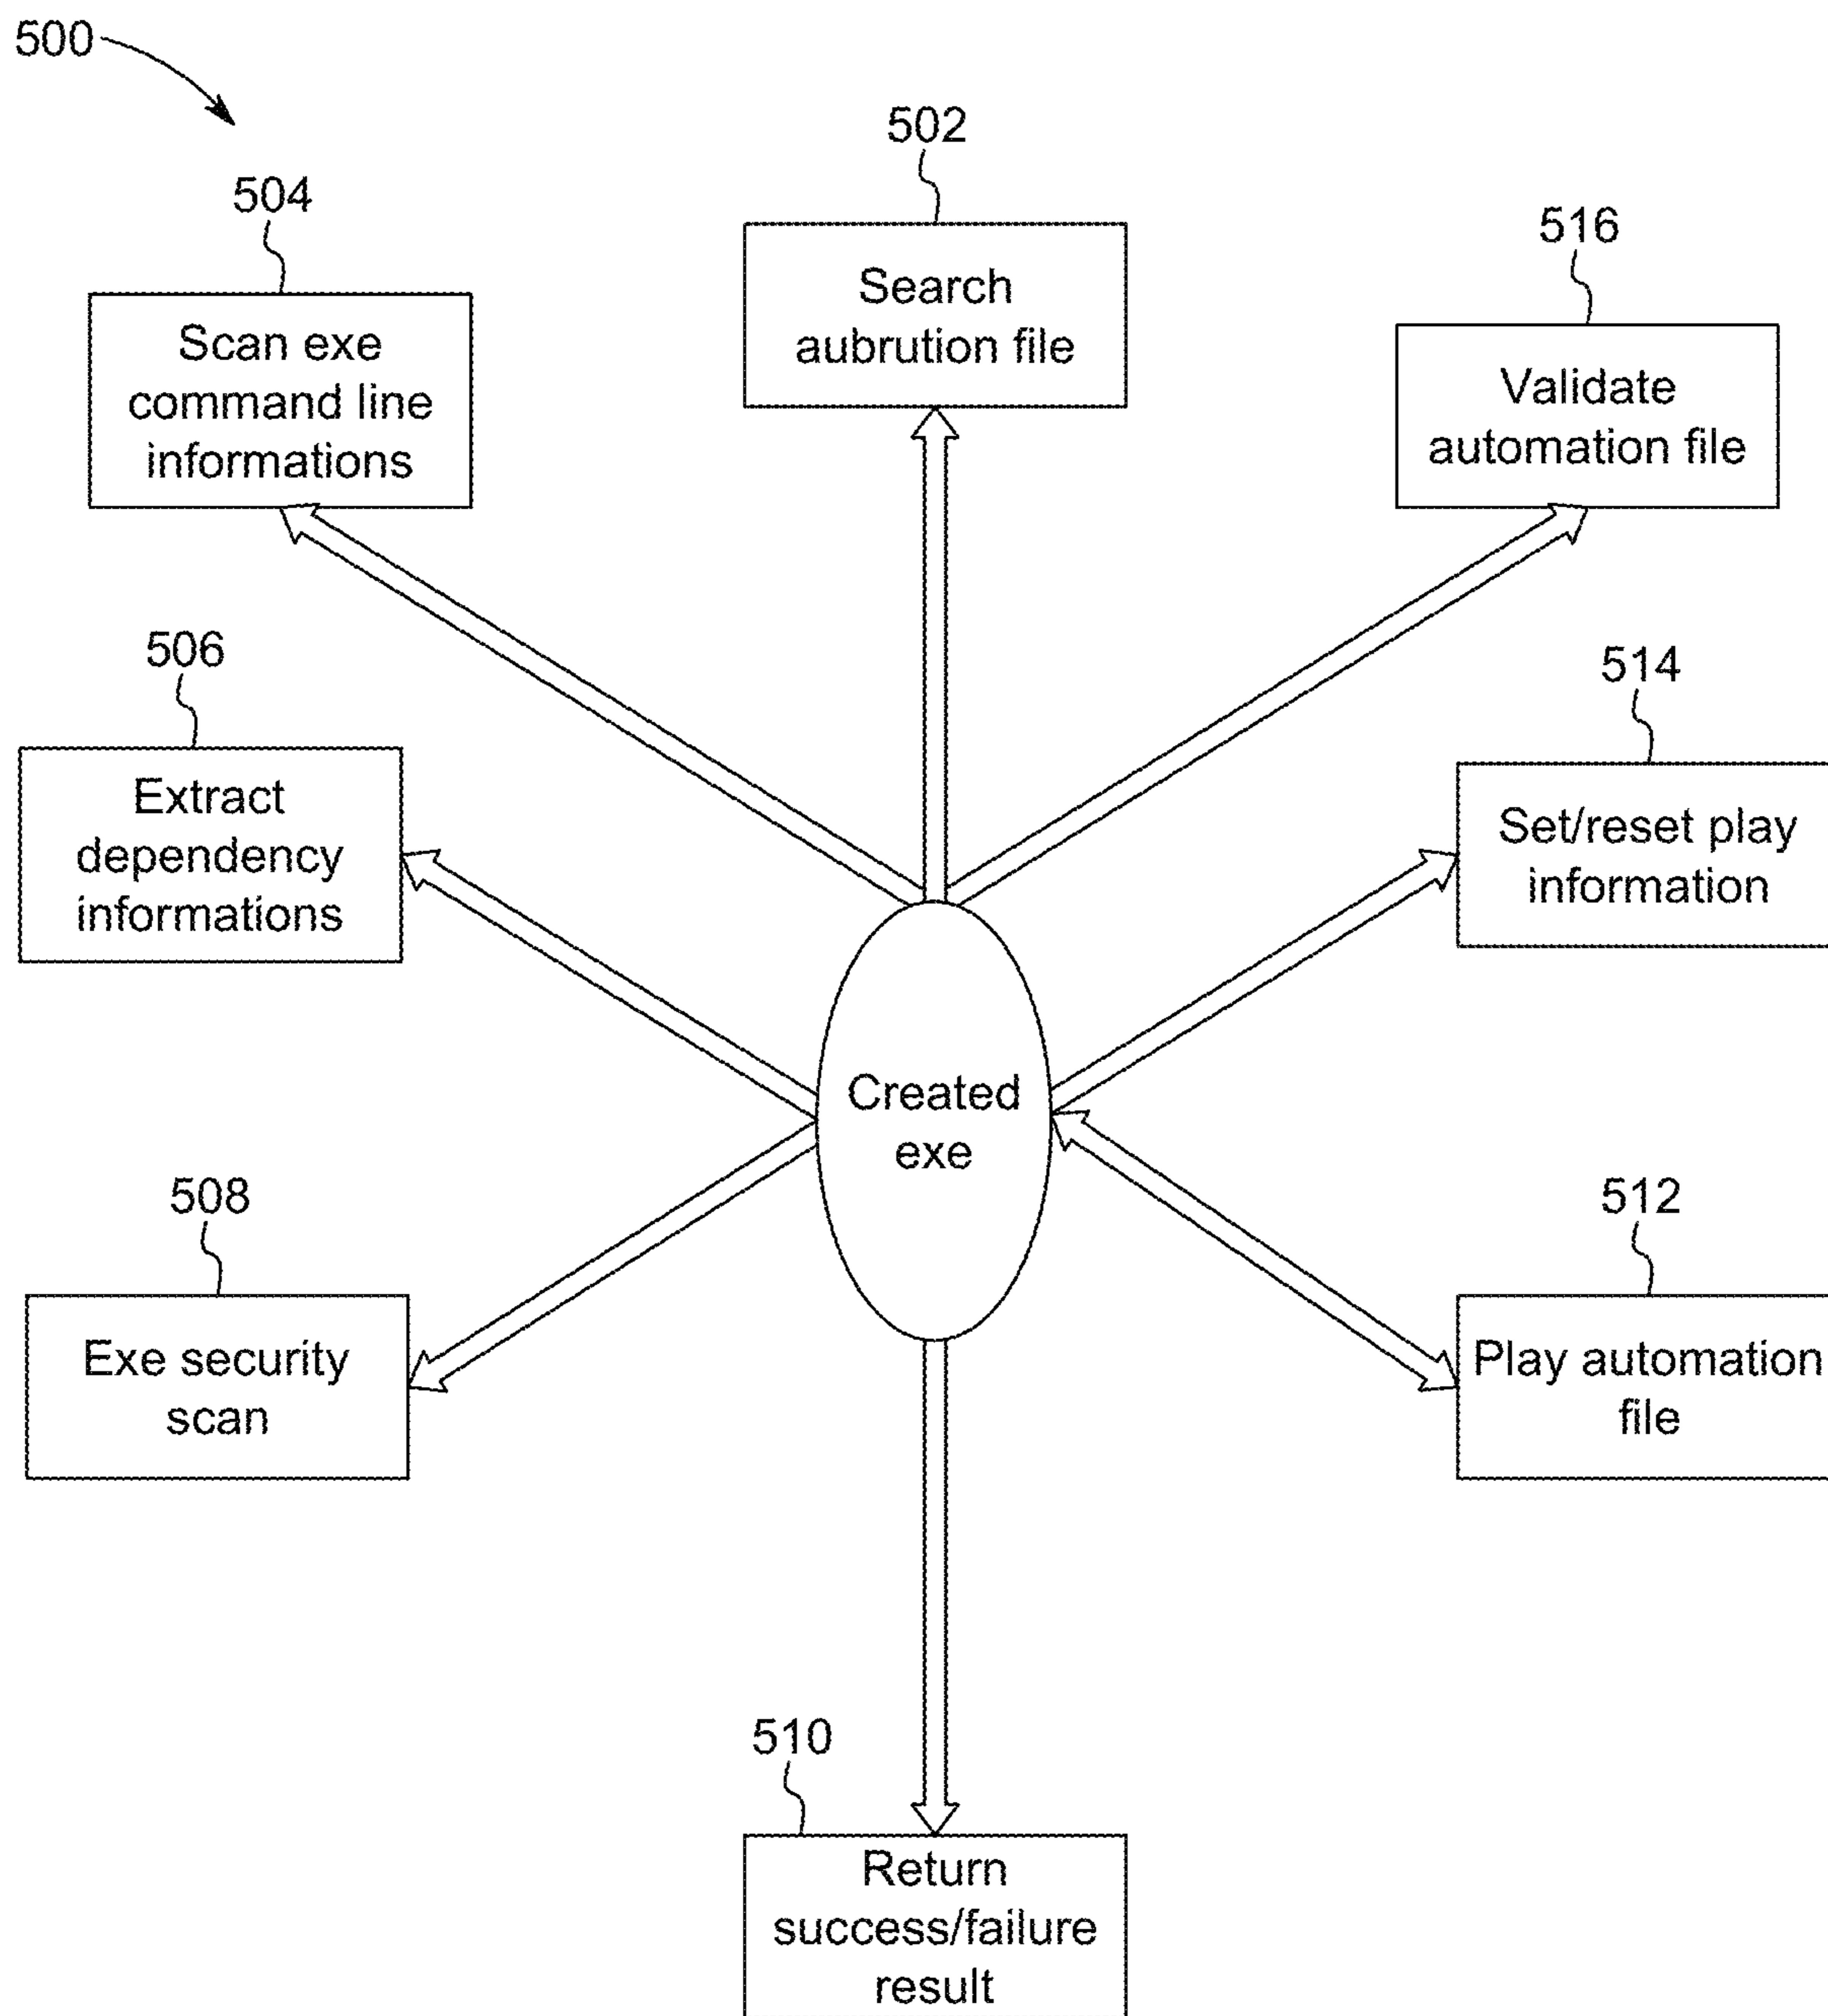 500
502
504
516
Search
aubrution file
Scan exe
command line
informations
Validate
automation file
506
514
Extract
dependency
informations
Set/reset play
information
Created
exe
508
512
Exe security
scan
Play automation
file
510
Return
success/failure
result